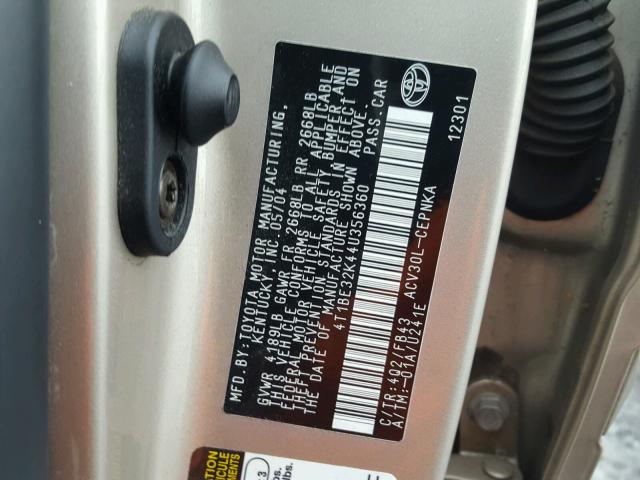 MFD.BY:TOYOTA MOTOR MANUFACTURING,
KENTUCKY,INC.05/04
GVWR 4189LB GAWR FR 2668LB RR 2668LB
THIS VEHICLE CONFORMS TO ALL APPLICABLE
FEDERAL MOTOR VEHICLE SAFETY, BUMPER,AND
THEFT PREVENTION STANDARDS IN EFFECT ON
THE DATE OF MANUFACTURE SHOWN ABOVE.
4T1BE32K44U356360 PASS.CAR
C/TR:4Q2/FB43 ACV30L-CEPNKA
A/TM:-01A/U241E 12301